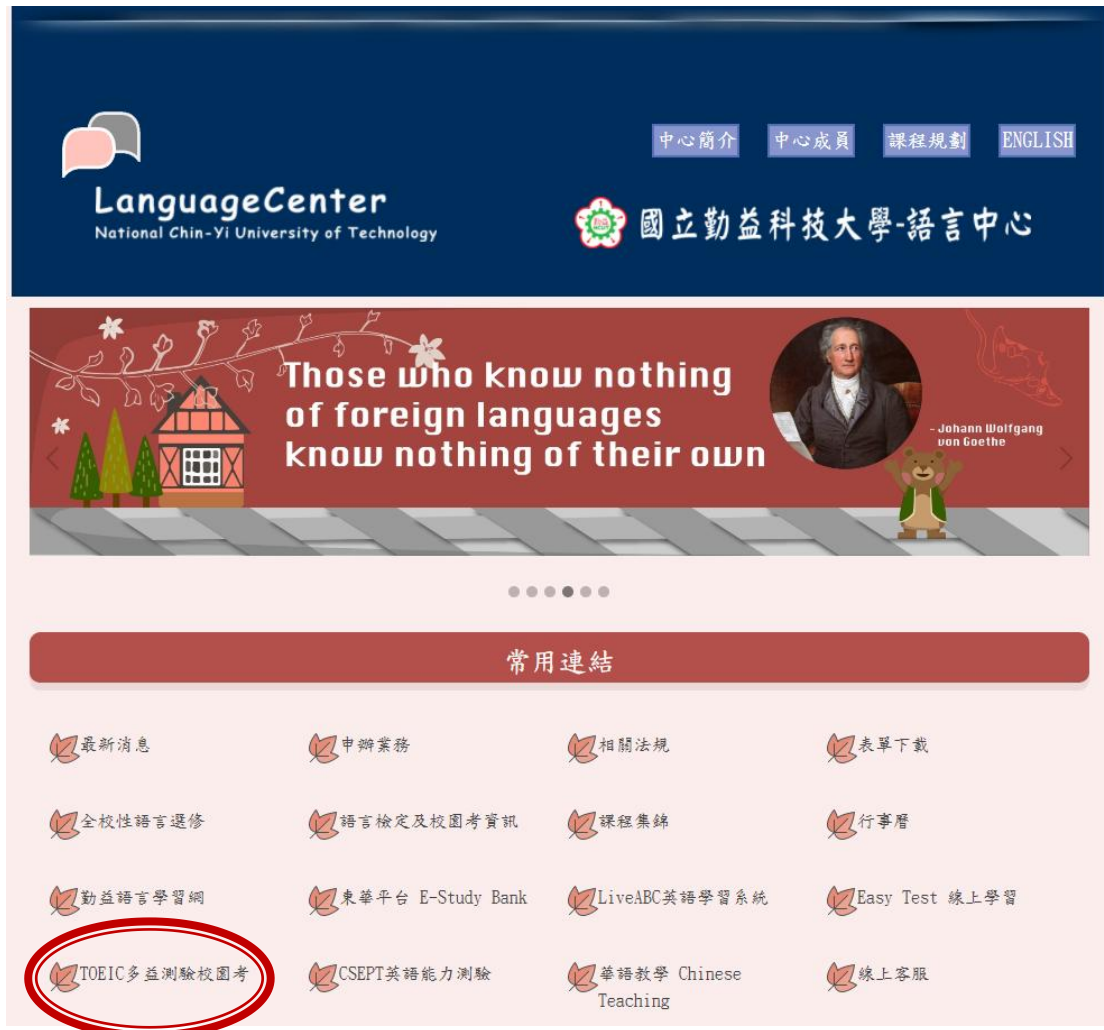 中心簡介 中心成員 課程規劃 ENGLISH
LanguageCenter
National Chin-Yi University of Technology
國立勤益科技大學-語言中心
Those who know nothing
of foreign languages
know nothing of their own
- Johann Wolfgang
von Goethe
常用連結
最新消息 申辦業務 相關法規 表單下載
全校性語言選修 語言檢定及校園考資訊 課程集錦 行事曆
勤益語言學習網 東華平台 E-Study Bank LiveABC英語學習系統 Easy Test 線上學習
TOEIC多益測驗校園考 CSEPT英語能力測驗 華語教學 Chinese Teaching 線上客服